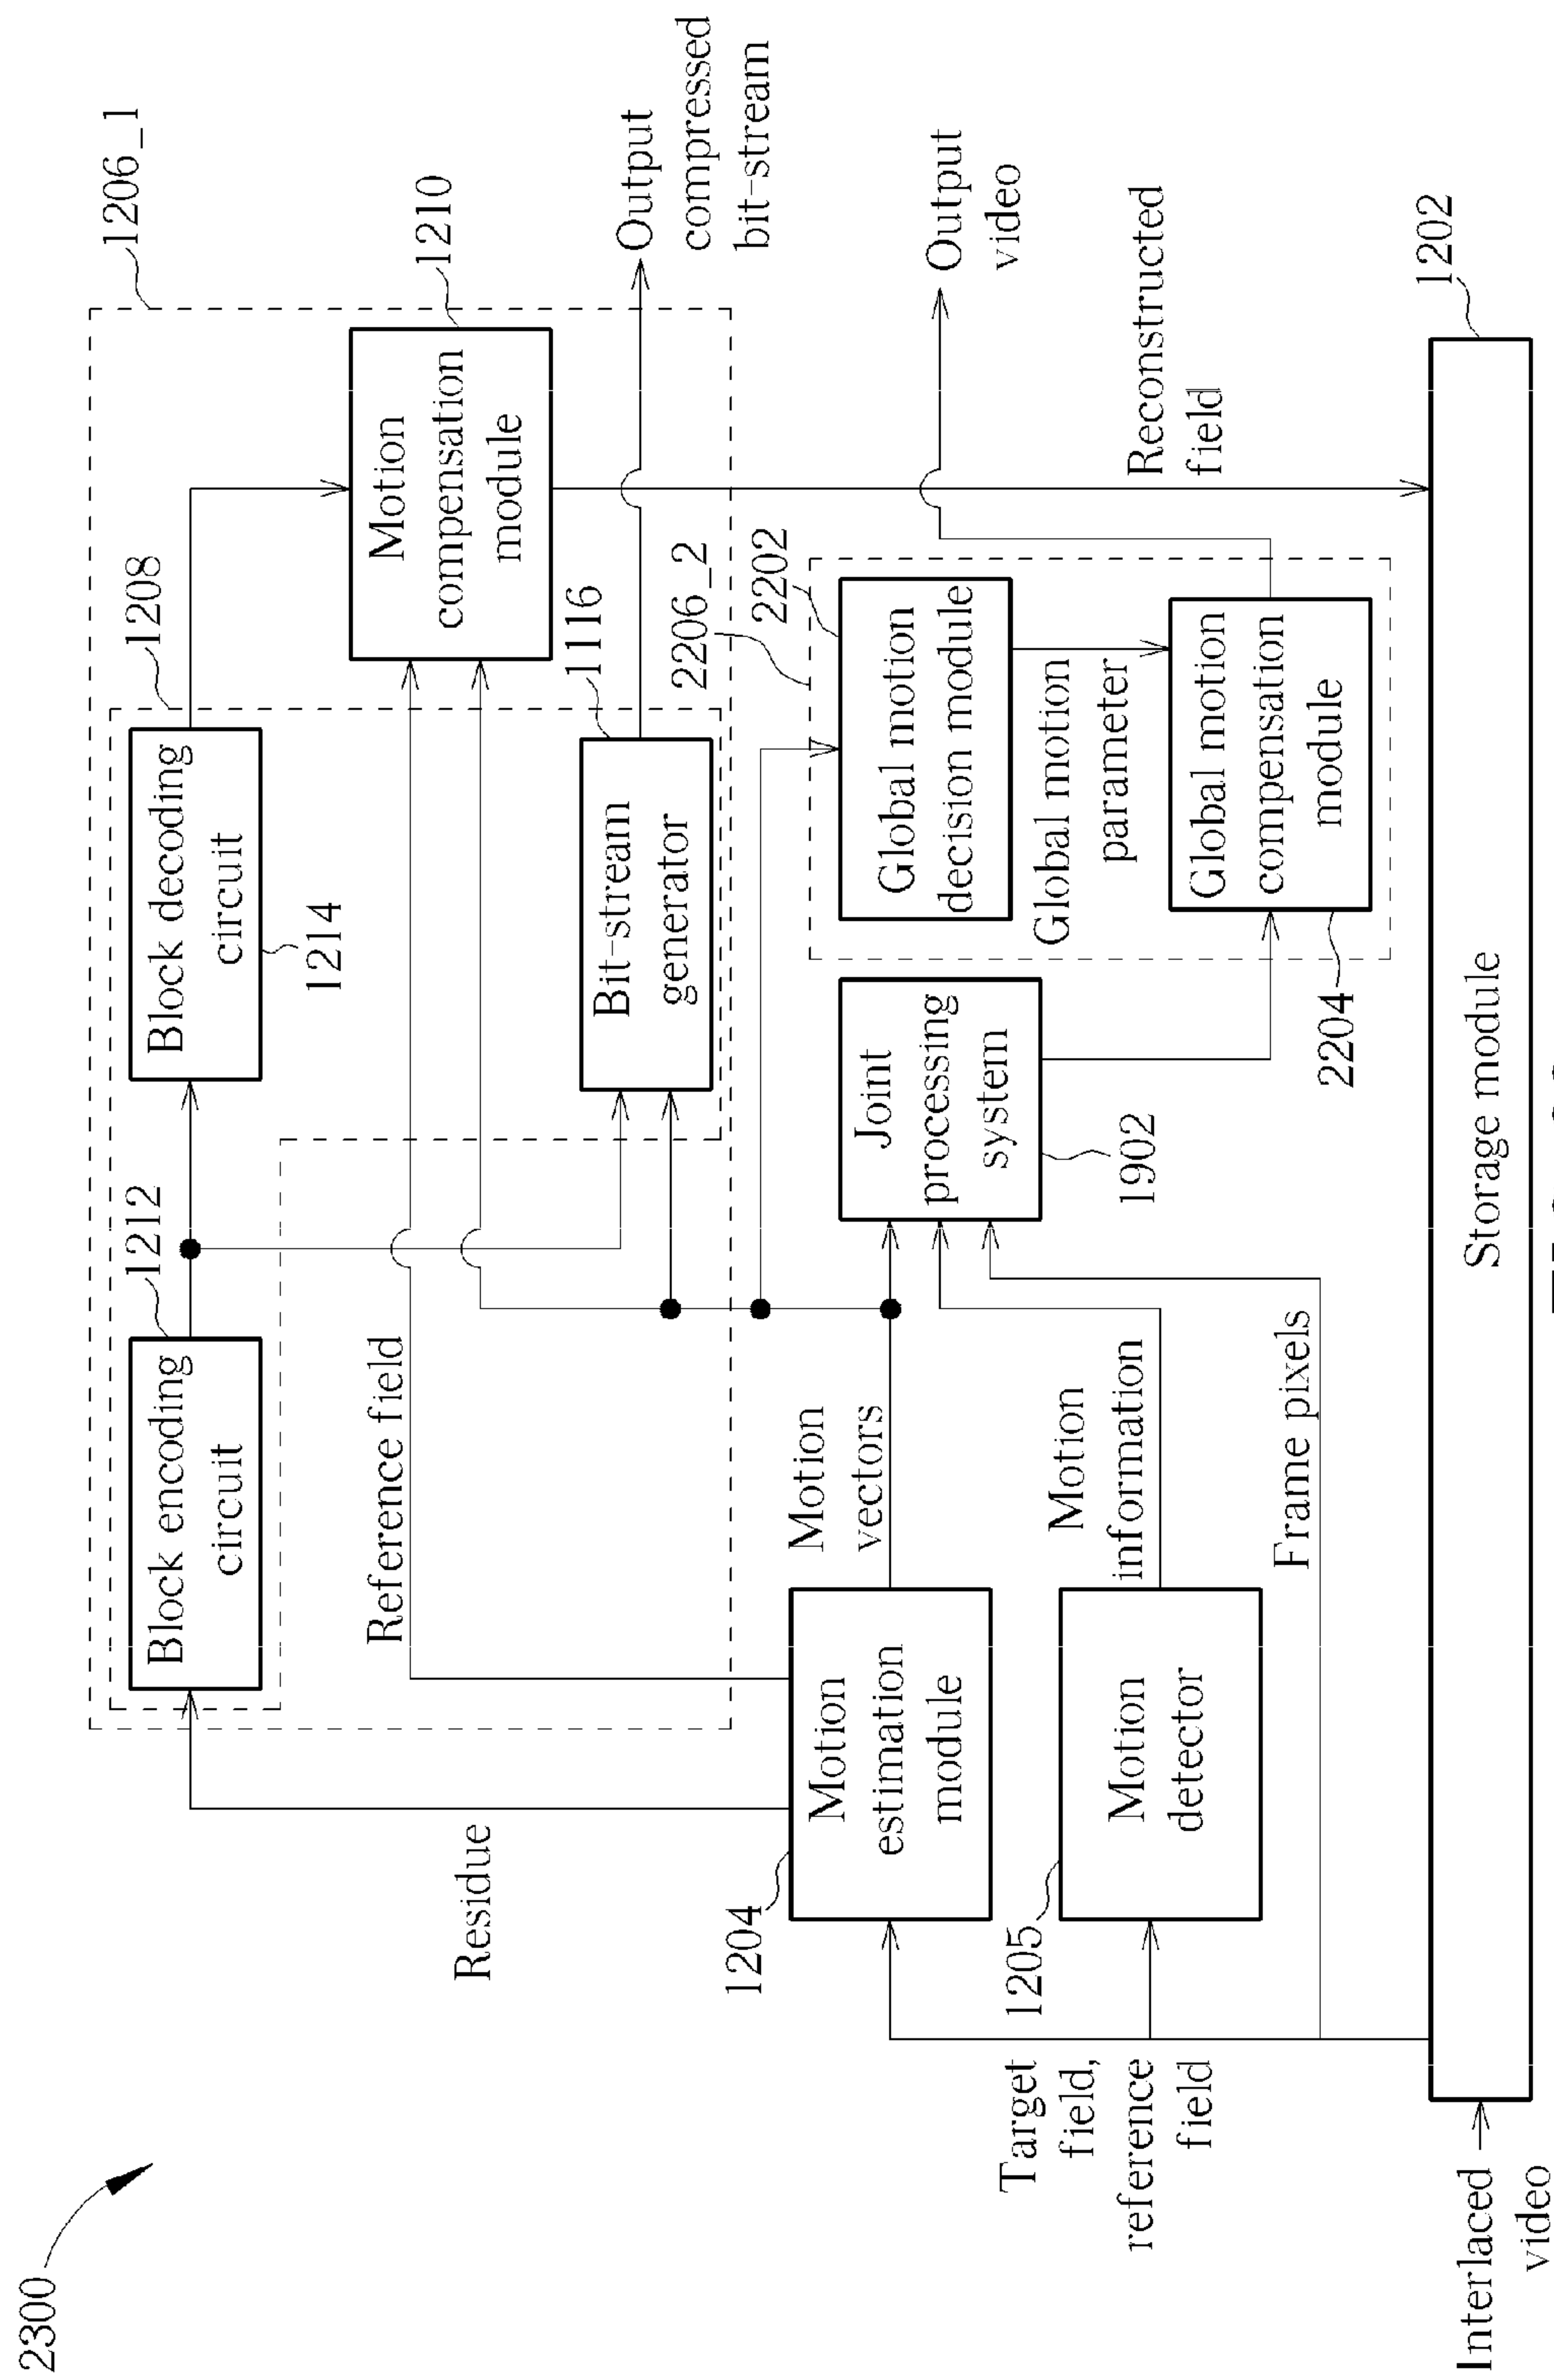 2300
1206_1
1208
1212
Block encoding
circuit
Block decoding
circuit
1214
1210
Motion
compensation
module
Reference field
1116
Bit-stream
generator
Output
compressed
bit-stream
Residue
1204
Motion
estimation
module
Motion
vectors
2206_2
2202
Global motion
decision module
Output
video
Joint
processing
system
1902
Global motion
parameter
1205
Motion
detector
Motion
information
Global motion
compensation
module
2204
Reconstructed
field
Target
field,
reference
field
Frame pixels
1202
Storage module
Interlaced
video